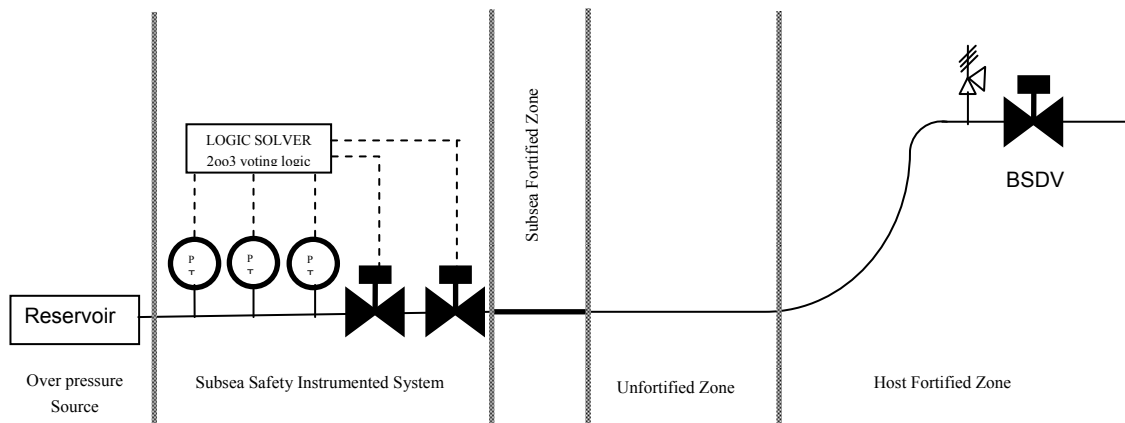 LOGIC SOLVER
2oo3 voting logic
Subsea Fortified Zone
BSDV
P
P
P
Reservoir
Over pressure
Source
Subsea Safety Instrumented System
Unfortified Zone
Host Fortified Zone